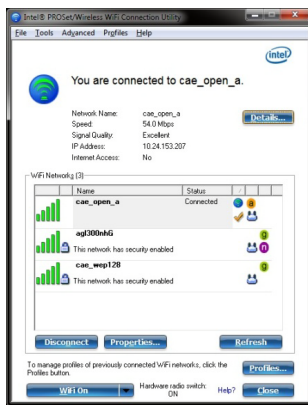 Intel® PROSet/Wireless WiFi Connection Utility
File Tools Advanced Profiles Help
intel
You are connected to cae_open_a.
Network Name: cae_open_a
Speed: 54.0 Mbps
Signal Quality: Excellent
IP Address: 10.24.153.207
Internet Access: No
Details...
WiFi Networks (3)
Name Status
cae_open_a Connected
a
agl300nhG
g
This network has security enabled
n
cae_wep128
g
This network has security enabled
Disconnect Properties... Refresh
To manage profiles of previously connected WiFi networks, click the
Profiles button.
Profiles...
WiFi On Hardware radio switch: ON Help? Close